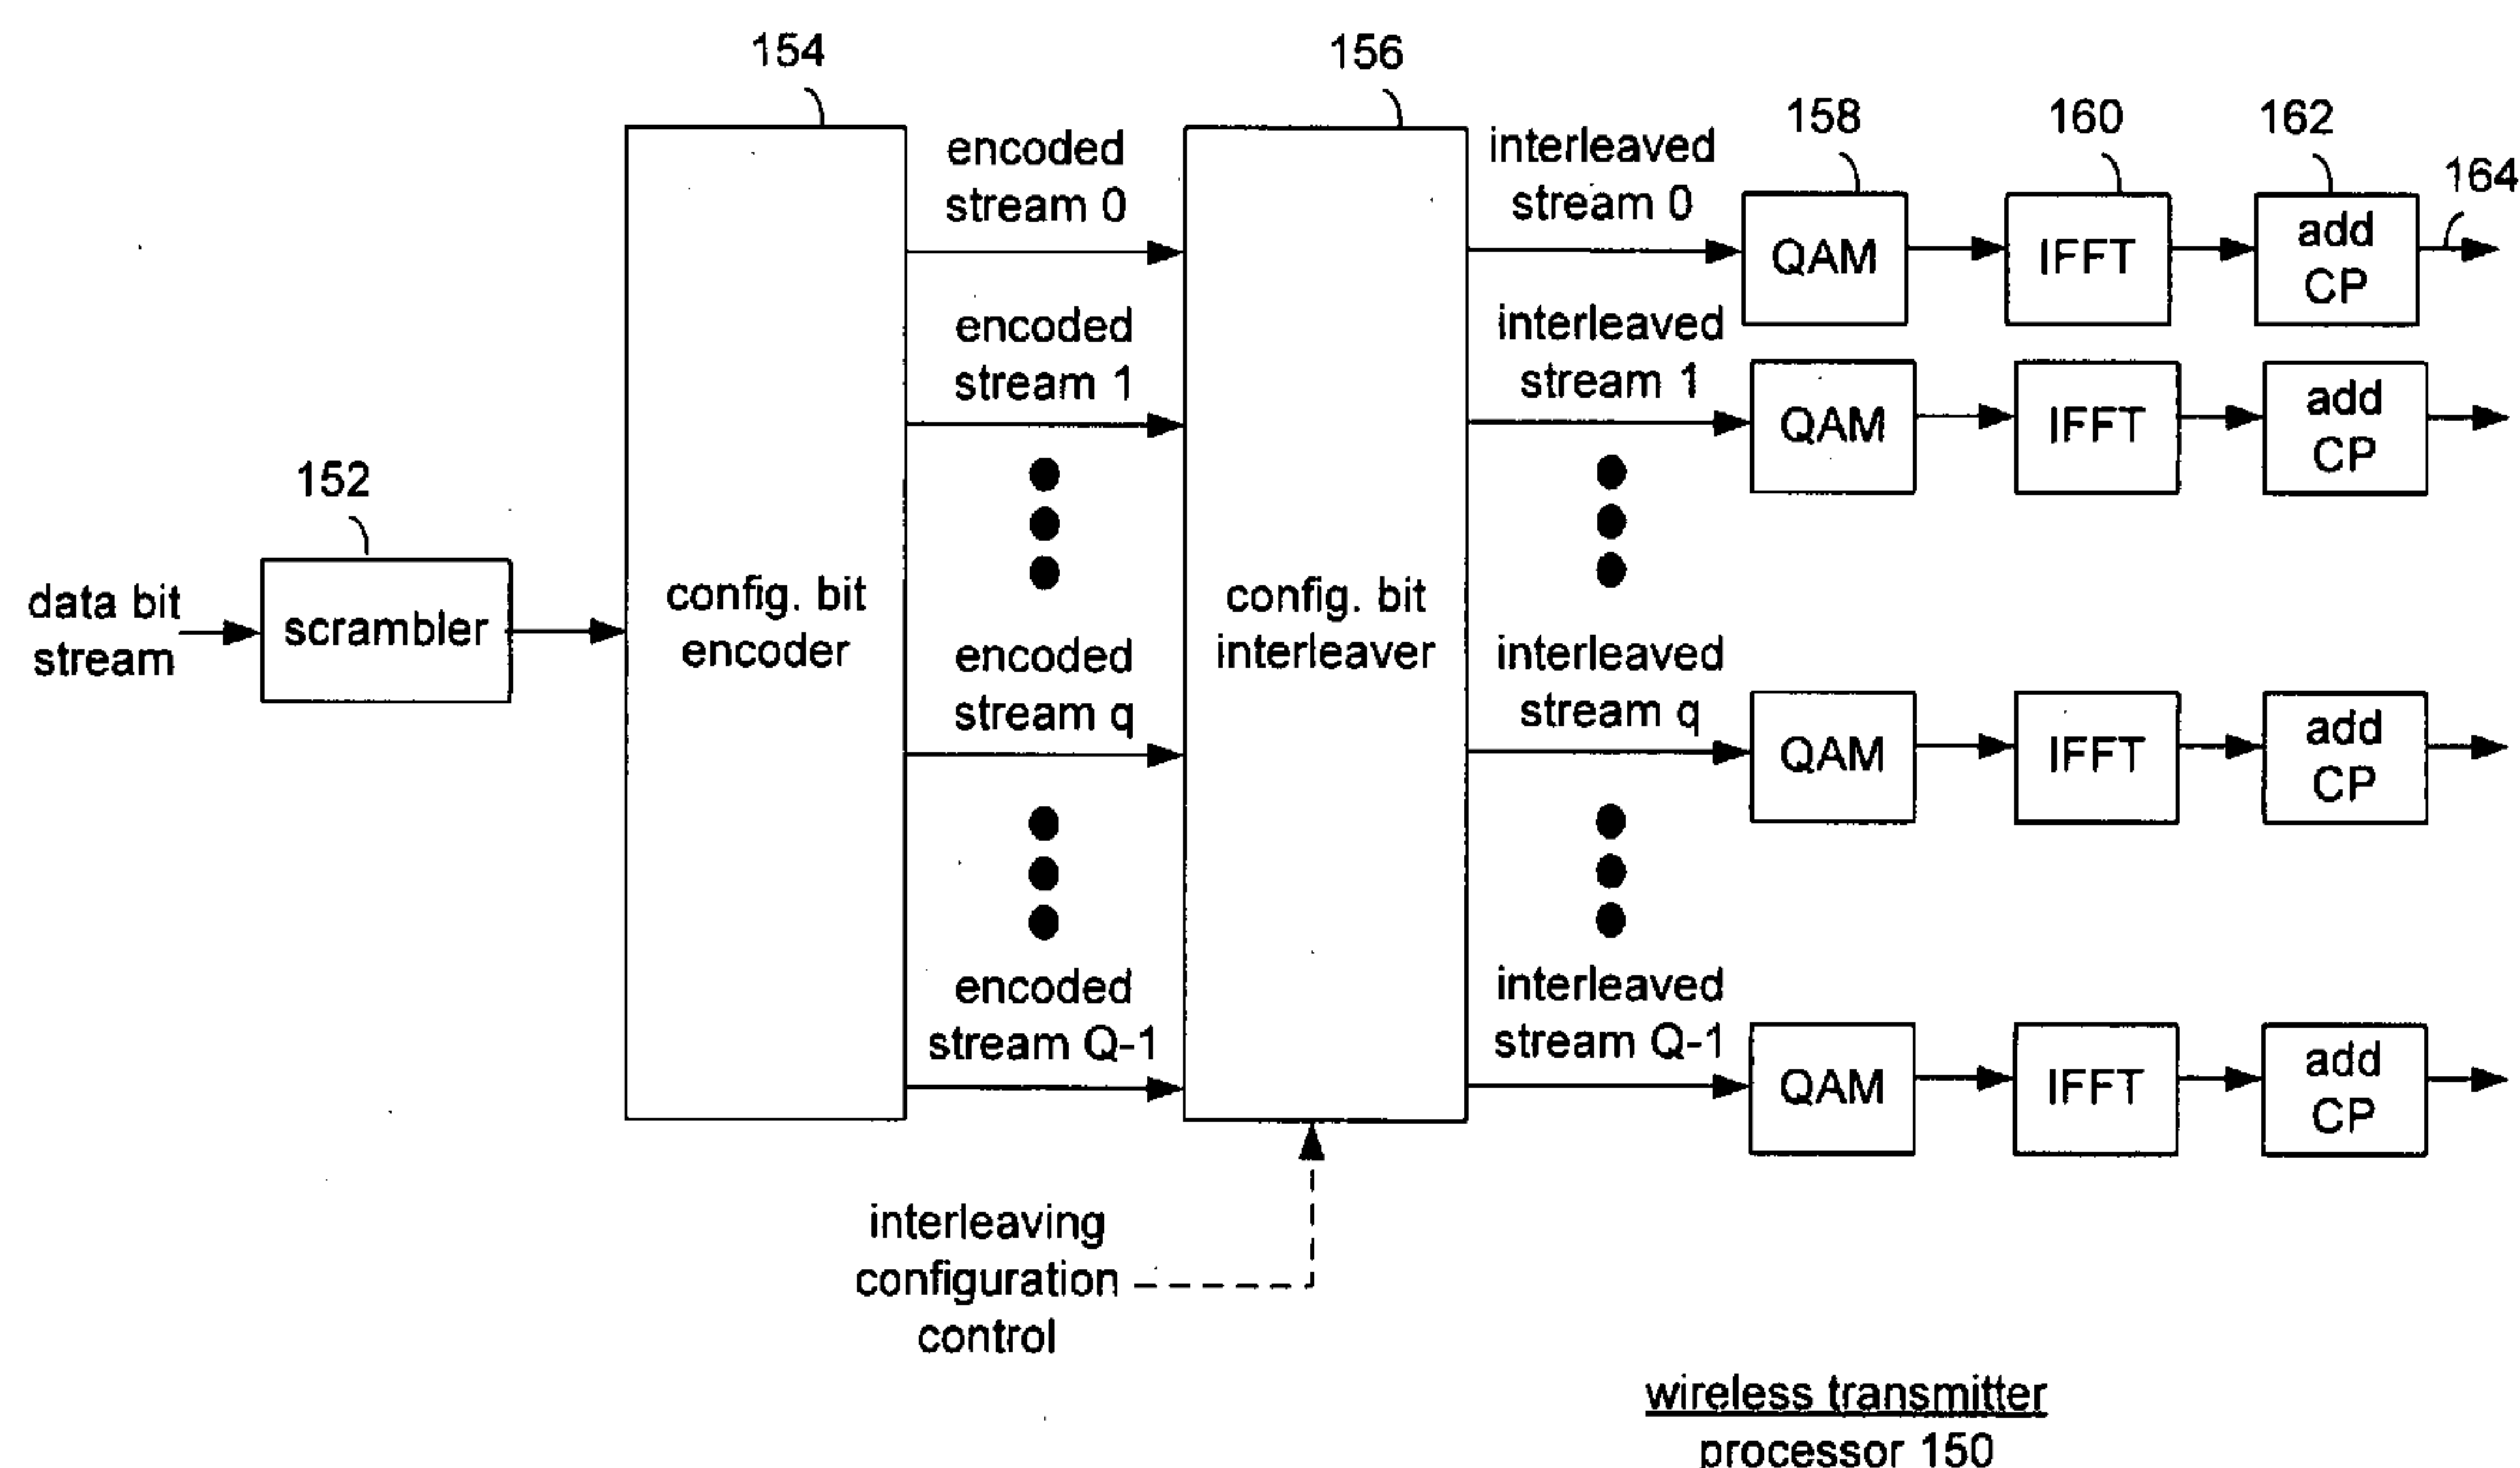 154
156
158
160
162
164
encoded
stream 0
interleaved
stream 0
QAM
IFFT
add
CP
encoded
stream 1
interleaved
stream 1
QAM
IFFT
add
CP
152
data bit
stream
scrambler
config. bit
encoder
config. bit
interleaver
encoded
stream q
interleaved
stream q
QAM
IFFT
add
CP
encoded
stream Q-1
interleaved
stream Q-1
QAM
IFFT
add
CP
interleaving
configuration
control
wireless transmitter
processor 150